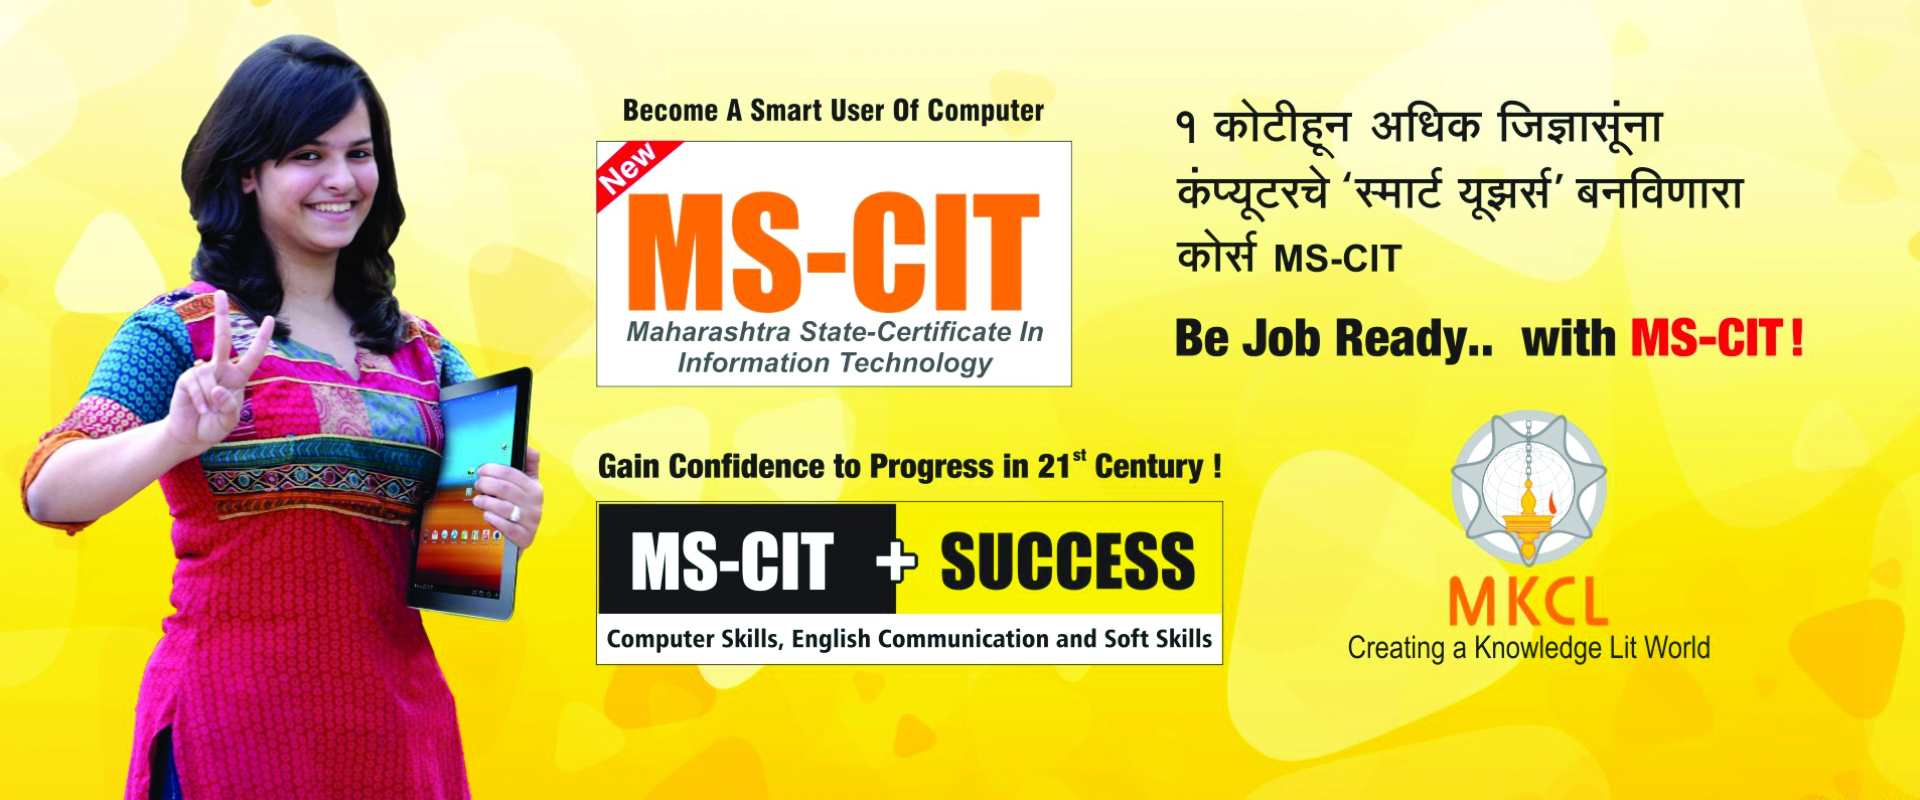 Become A Smart User Of Computer
New
MS-CIT
Maharashtra State-Certificate In
Information Technology
Gain Confidence to Progress in 21st Century !
MS-CIT + SUCCESS
Computer Skills, English Communication and Soft Skills
१ कोटीहून अधिक जिज्ञासूंना
कंप्यूटरचे ‘स्मार्ट यूझर्स’ बनविणारा
कोर्स MS-CIT
Be Job Ready.. with MS-CIT !
MKCL
Creating a Knowledge Lit World